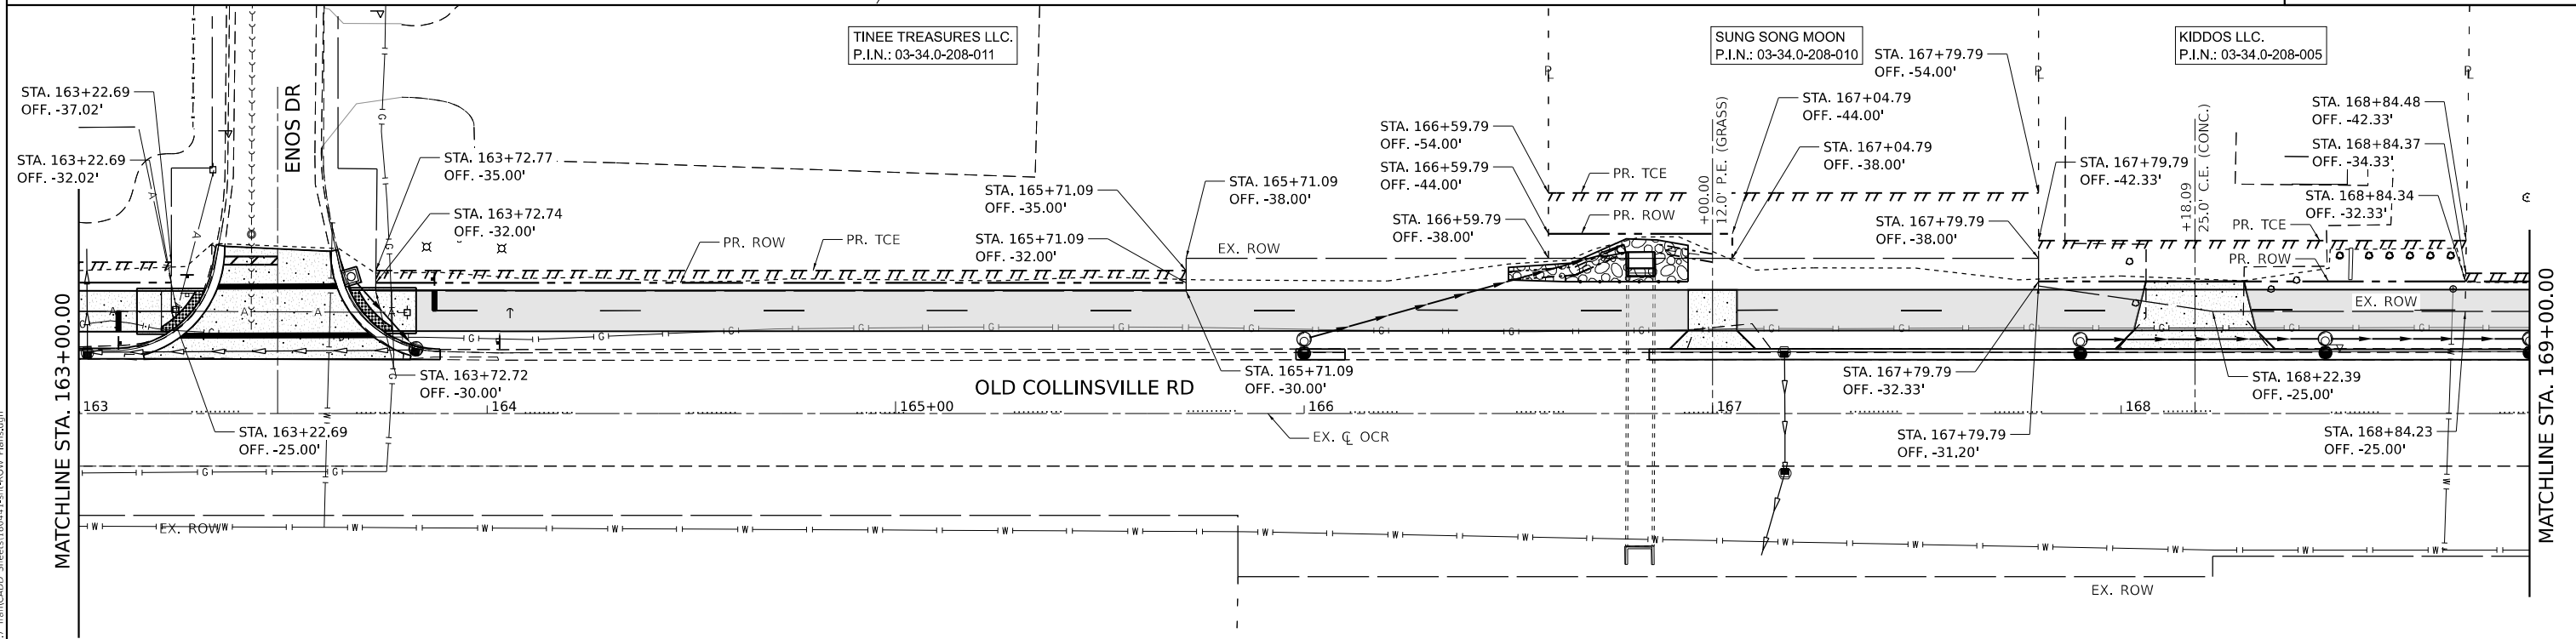 TINEE TREASURES LLC.
P.I.N.: 03-34.0-208-011
SUNG SONG MOON
P.I.N.: 03-34.0-208-010
KIDDOS LLC.
P.I.N.: 03-34.0-208-005
STA. 163+22.69
OFF. -37.02'
STA. 163+22.69
OFF. -32.02'
ENOS DR
STA. 163+72.77
OFF. -35.00'
STA. 163+72.74
OFF. -32.00'
PR. ROW
PR. TCE
STA. 165+71.09
OFF. -35.00'
STA. 165+71.09
OFF. -32.00'
STA. 165+71.09
OFF. -38.00'
EX. ROW
STA. 166+59.79
OFF. -54.00'
STA. 166+59.79
OFF. -44.00'
STA. 166+59.79
OFF. -38.00'
PR. TCE
PR. ROW
+00.00
12.0' P.E. (GRASS)
STA. 167+79.79
OFF. -54.00'
STA. 167+04.79
OFF. -44.00'
STA. 167+04.79
OFF. -38.00'
STA. 167+79.79
OFF. -38.00'
STA. 167+79.79
OFF. -42.33'
+18.09
25.0' C.E. (CONC.)
STA. 168+84.48
OFF. -42.33'
STA. 168+84.37
OFF. -34.33'
STA. 168+84.34
OFF. -32.33'
PR. TCE
PR. ROW
EX. ROW
MATCHLINE STA. 163+00.00
MATCHLINE STA. 169+00.00
STA. 163+72.72
OFF. -30.00'
STA. 163+22.69
OFF. -25.00'
OLD COLLINSVILLE RD
STA. 165+71.09
OFF. -30.00'
STA. 167+79.79
OFF. -32.33'
STA. 168+22.39
OFF. -25.00'
163
164
165+00
166
167
168
EX. ℄ OCR
STA. 167+79.79
OFF. -31.20'
STA. 168+84.23
OFF. -25.00'
EX. ROW
EX. ROW